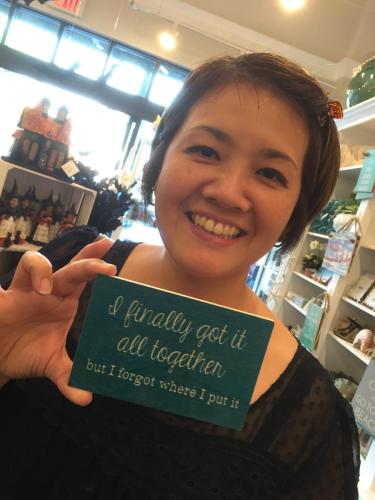 I finally got it
all together
but I forgot where I put it